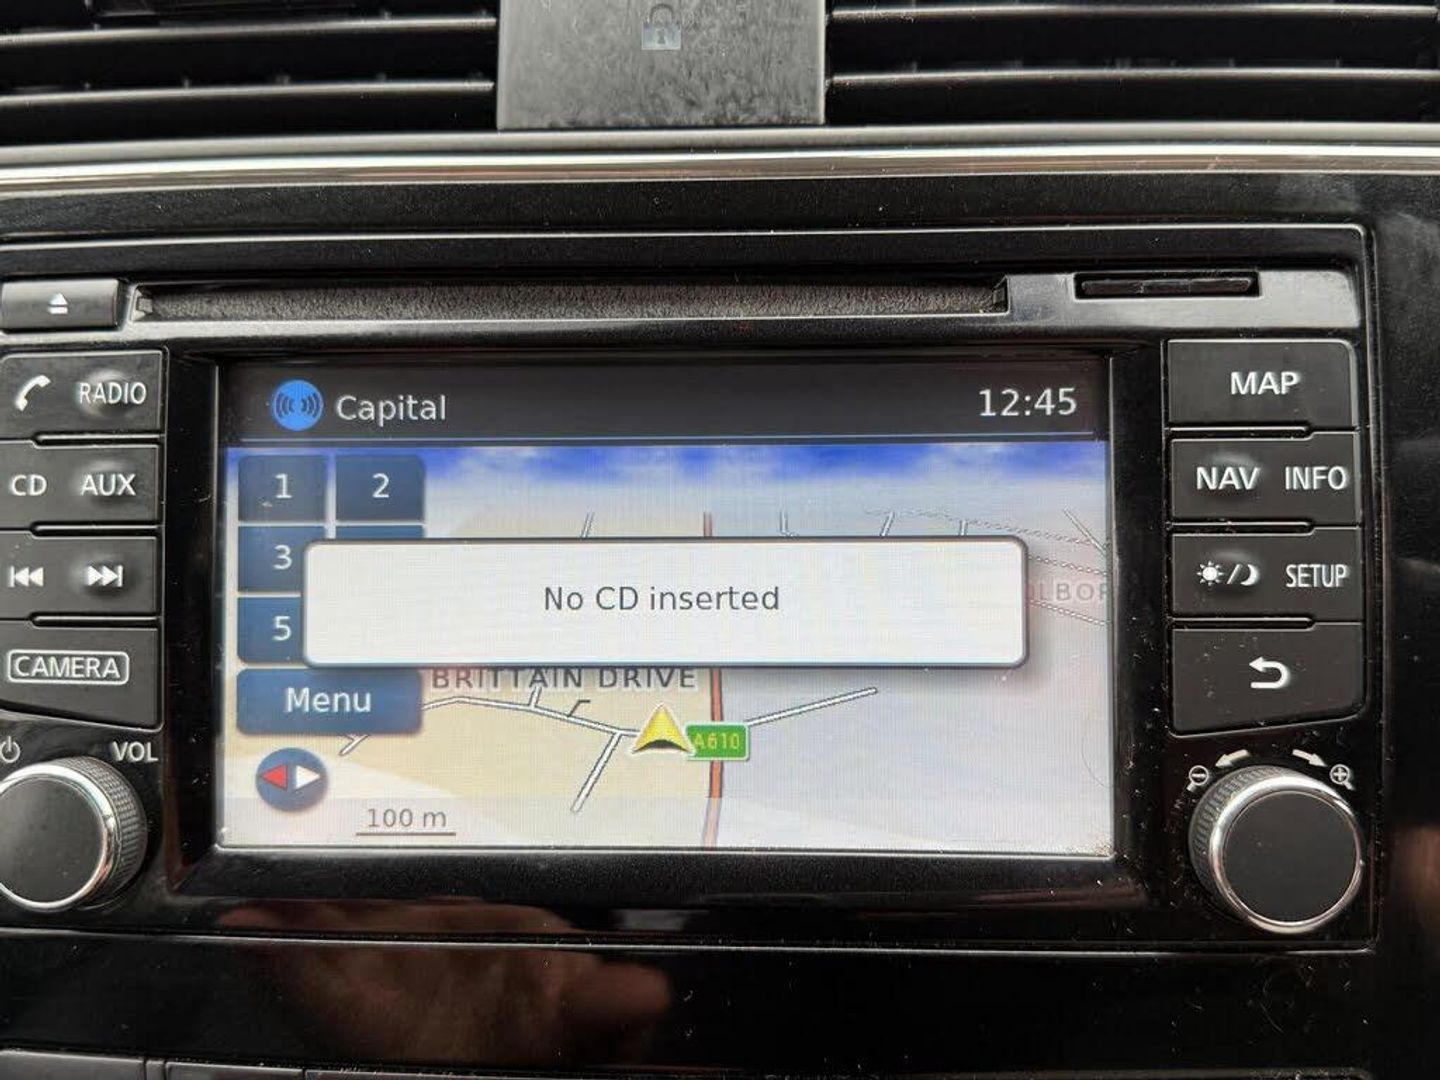 RADIO
CD AUX
CAMERA
VOL
Capital
12:45
1 2
3
5
No CD inserted
BRITTAIN DRIVE
Menu
A610
100 m
MAP
NAV INFO
SETUP